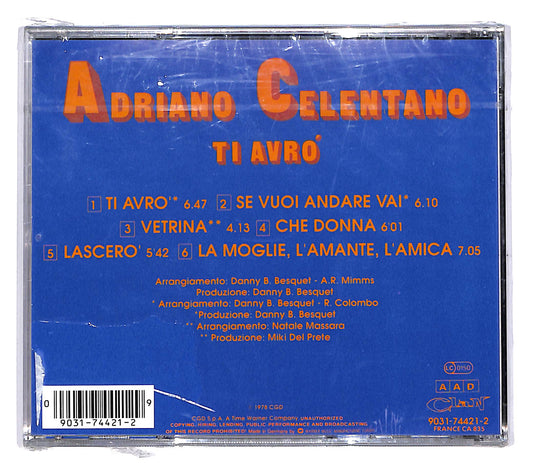 ADRIANO CELENTANO
TI AVRO'
1 TI AVRO'* 6.47 2 SE VUOI ANDARE VAI* 6.10
3 VETRINA** 4.13 4 CHE DONNA 6'01
5 LASCERO' 5'42 6 LA MOGLIE, L'AMANTE, L'AMICA 7.05
Arrangiamento: Danny B. Besquet - A.R. Mimms
Produzione: Danny B. Besquet
* Arrangiamento: Danny B. Besquet - R. Colombo
*Produzione: Danny B. Besquet
** Arrangiamento: Natale Massara
** Produzione: Miki Del Prete
LC 0150
AAD
CLAN
0 9
9031-74421-2
9031-74421-2
FRANCE CA 835
1978 CGD
CGD S.p.A. A Time Warner Company UNAUTHORIZED
COPYING, HIRING, LENDING, PUBLIC PERFORMANCE AND BROADCASTING
OF THIS RECORD PROHIBITED! Made in Germany by